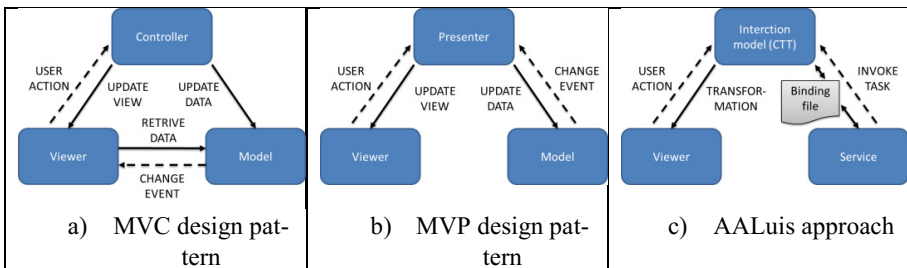 Controller
USER
ACTION
UPDATE
VIEW
UPDATE
DATA
RETRIVE
DATA
Viewer
Model
CHANGE
EVENT
a) MVC design pat-
tern
Presenter
USER
ACTION
CHANGE
EVENT
UPDATE
VIEW
UPDATE
DATA
Viewer
Model
b) MVP design pat-
tern
Interction
model (CTT)
USER
ACTION
INVOKE
TASK
TRANSFOR-
MATION
Binding
file
Viewer
Service
c) AALuis approach